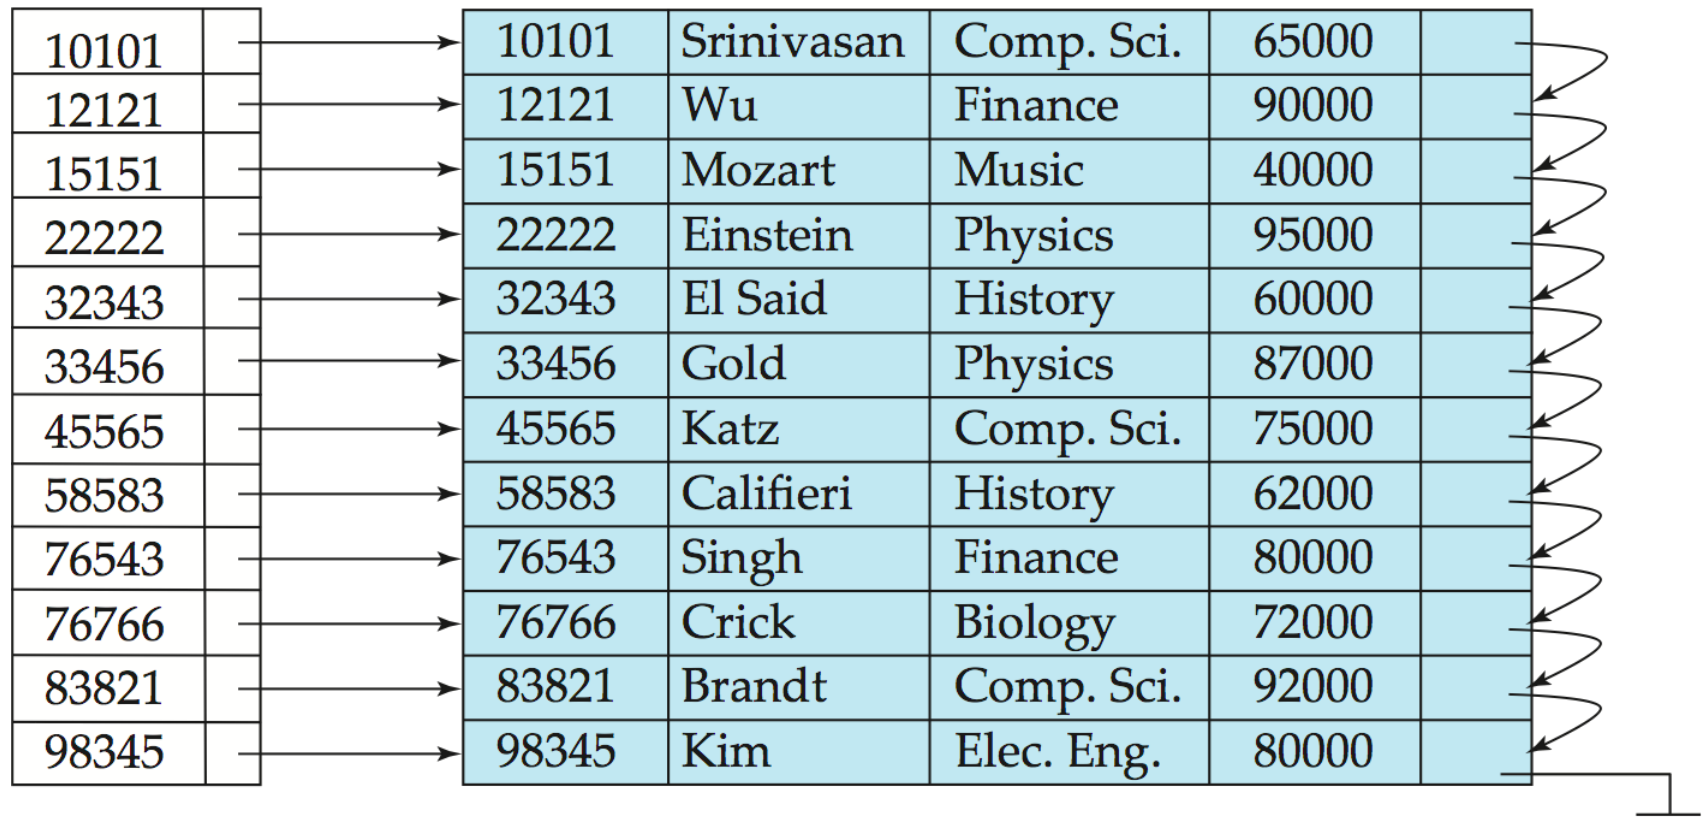 10101 10101 Srinivasan Comp. Sci. 65000
12121 12121 Wu Finance 90000
15151 15151 Mozart Music 40000
22222 22222 Einstein Physics 95000
32343 32343 El Said History 60000
33456 33456 Gold Physics 87000
45565 45565 Katz Comp. Sci. 75000
58583 58583 Califieri History 62000
76543 76543 Singh Finance 80000
76766 76766 Crick Biology 72000
83821 83821 Brandt Comp. Sci. 92000
98345 98345 Kim Elec. Eng. 80000